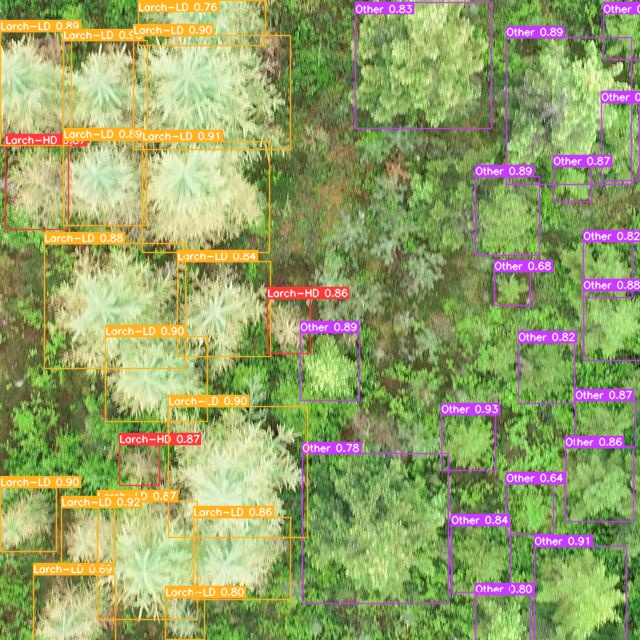 Larch-LD 0.76
Other 0.83
Larch-LD 0.89
Larch-LD
Larch-LD 0.90
Other 0.89
Other
Larch-HD
Larch-LD 0.89
Larch-LD 0.91
Other 0.87
Other 0.89
Larch-LD 0.88
Other 0.82
Larch-LD 0.84
Other 0.68
Other 0.88
Larch-HD 0.86
Other 0.89
Larch-LD 0.90
Other 0.82
Larch-LD 0.90
Other 0.87
Other 0.93
Larch-HD 0.87
Other 0.78
Other 0.86
Larch-LD 0.90
Other 0.64
0.87
Larch-LD 0.92
Larch-LD 0.86
Other 0.84
Other 0.91
Larch-LD 0.69
Larch-LD 0.80
Other 0.80